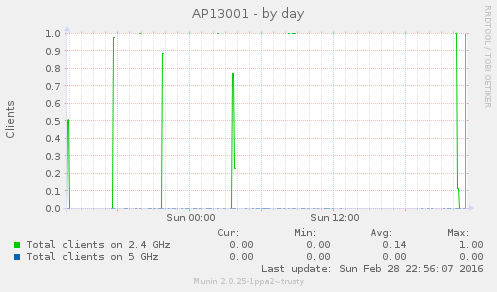 AP13001 - by day
RRDTOOL / TOBI OETIKER
Clients
1.0
0.9
0.8
0.7
0.6
0.5
0.4
0.3
0.2
0.1
0.0
Sun 00:00 Sun 12:00
Cur: Min: Avg: Max:
Total clients on 2.4 GHz 0.00 0.00 0.14 1.00
Total clients on 5 GHz 0.00 0.00 0.00 0.00
Last update: Sun Feb 28 22:56:07 2016
Munin 2.0.25-1ppa2~trusty